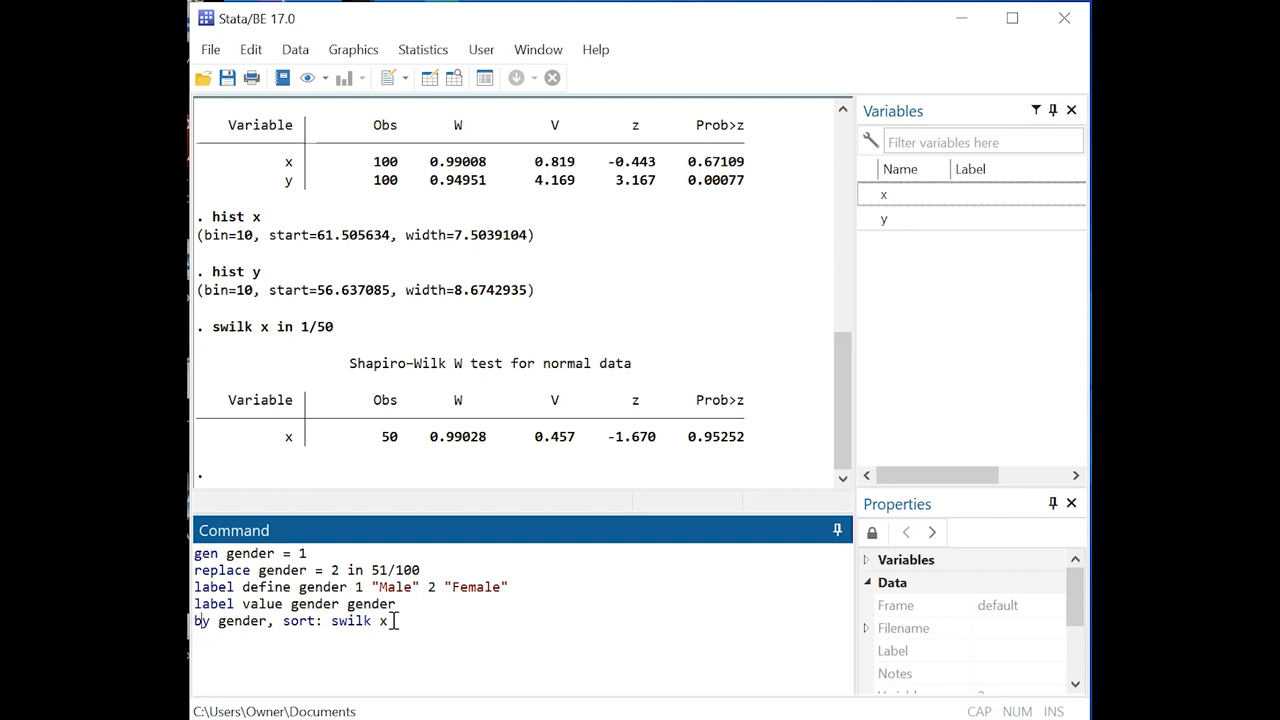 Stata/BE 17.0
File Edit Data Graphics Statistics User Window Help
Variable Obs W V z Prob>z
x 100 0.99008 0.819 -0.443 0.67109
y 100 0.94951 4.169 3.167 0.00077
. hist x
(bin=10, start=61.505634, width=7.5039104)
. hist y
(bin=10, start=56.637085, width=8.6742935)
. swilk x in 1/50
Shapiro–Wilk W test for normal data
Variable Obs W V z Prob>z
x 50 0.99028 0.457 -1.670 0.95252
.
Command
gen gender = 1
replace gender = 2 in 51/100
label define gender 1 "Male" 2 "Female"
label value gender gender
by gender, sort: swilk x
Variables
Filter variables here
Name Label
x
y
Properties
Variables
Data
Frame default
Filename
Label
Notes
C:\Users\Owner\Documents
CAP NUM INS